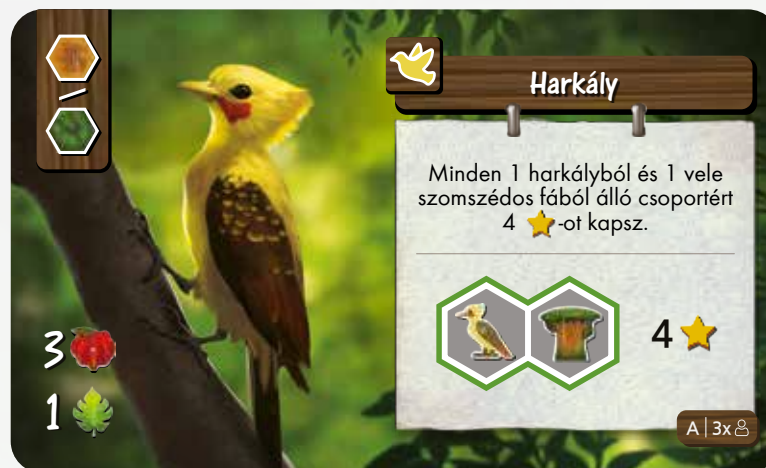 Harkály
Minden 1 harkályból és 1 vele
szomszédos fából álló csoportért
4 -ot kapsz.
4
3
1
A | 3x